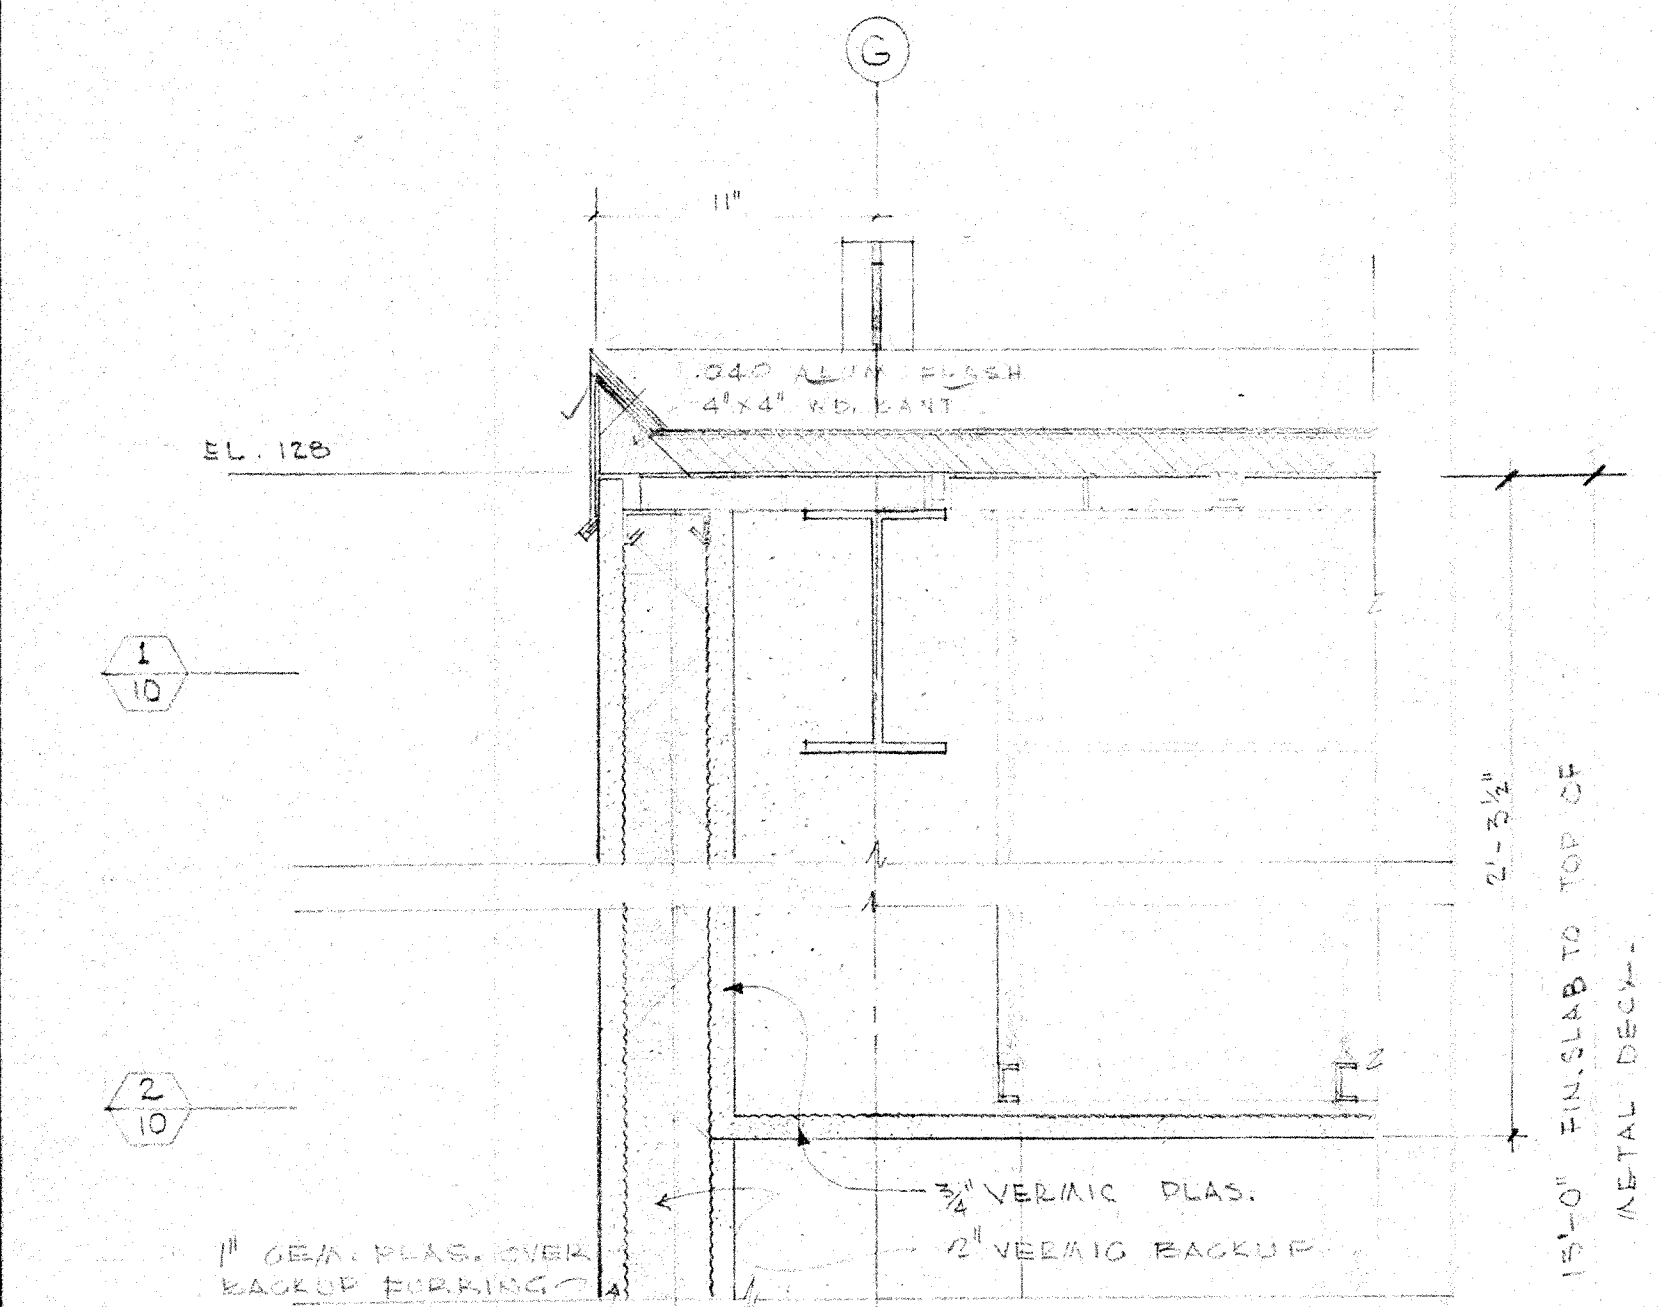 G
11"
.040 ALUM. FLASH
4"X4" WD. CANT
EL. 128
1
10
2'-3½"
15'-0" FIN. SLAB TO TOP OF
METAL DECK.
2
10
¾" VERMIC PLAS.
2" VERMIC BACKUP
1" CEM. PLAS. OVER
BACKUP FURRING